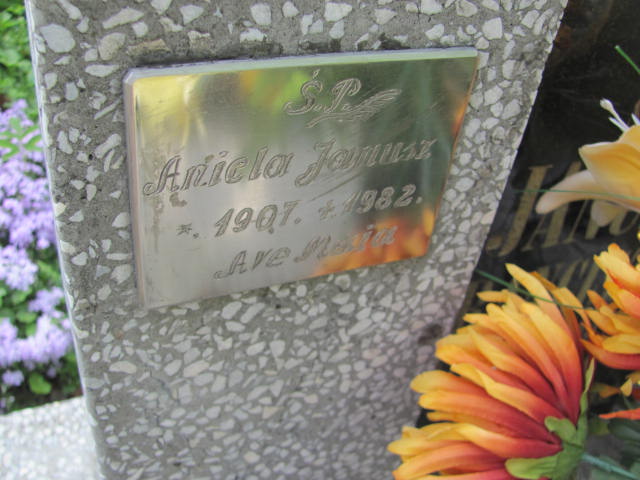 Ś.P.
Aniela Janusz
*. 1907. +. 1982.
Ave Maria